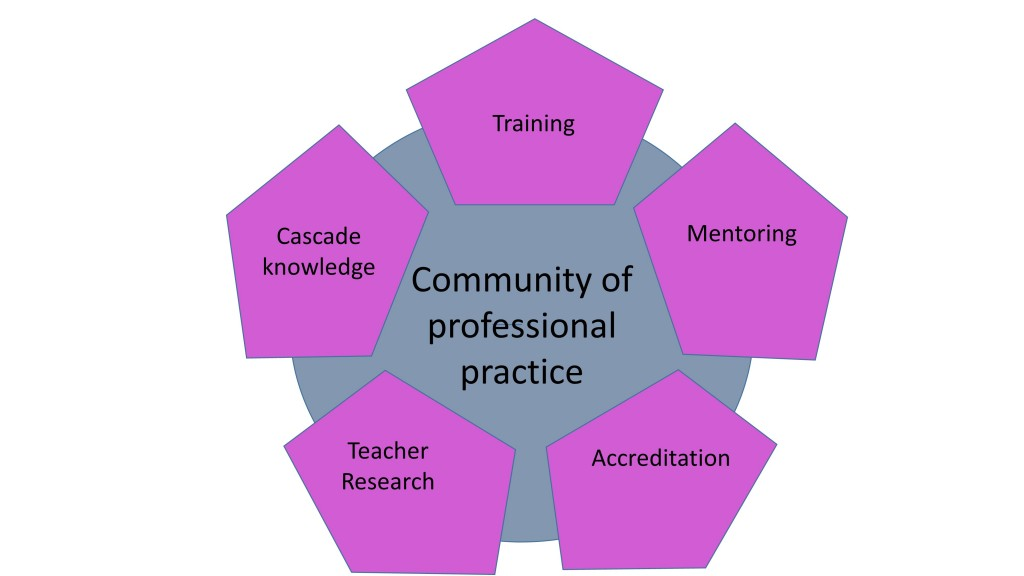 Training
Mentoring
Cascade
knowledge
Community of
professional
practice
Teacher
Research
Accreditation